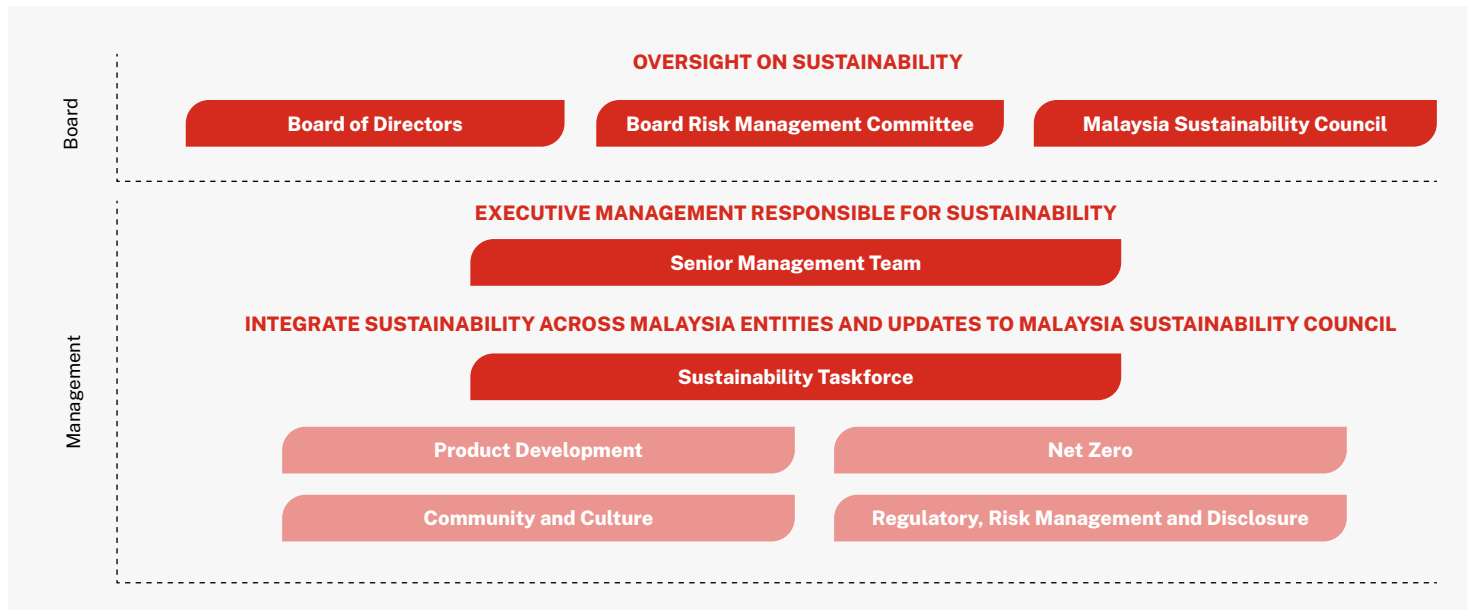 Board
OVERSIGHT ON SUSTAINABILITY
Board of Directors
Board Risk Management Committee
Malaysia Sustainability Council
Management
EXECUTIVE MANAGEMENT RESPONSIBLE FOR SUSTAINABILITY
Senior Management Team
INTEGRATE SUSTAINABILITY ACROSS MALAYSIA ENTITIES AND UPDATES TO MALAYSIA SUSTAINABILITY COUNCIL
Sustainability Taskforce
Product Development
Net Zero
Community and Culture
Regulatory, Risk Management and Disclosure